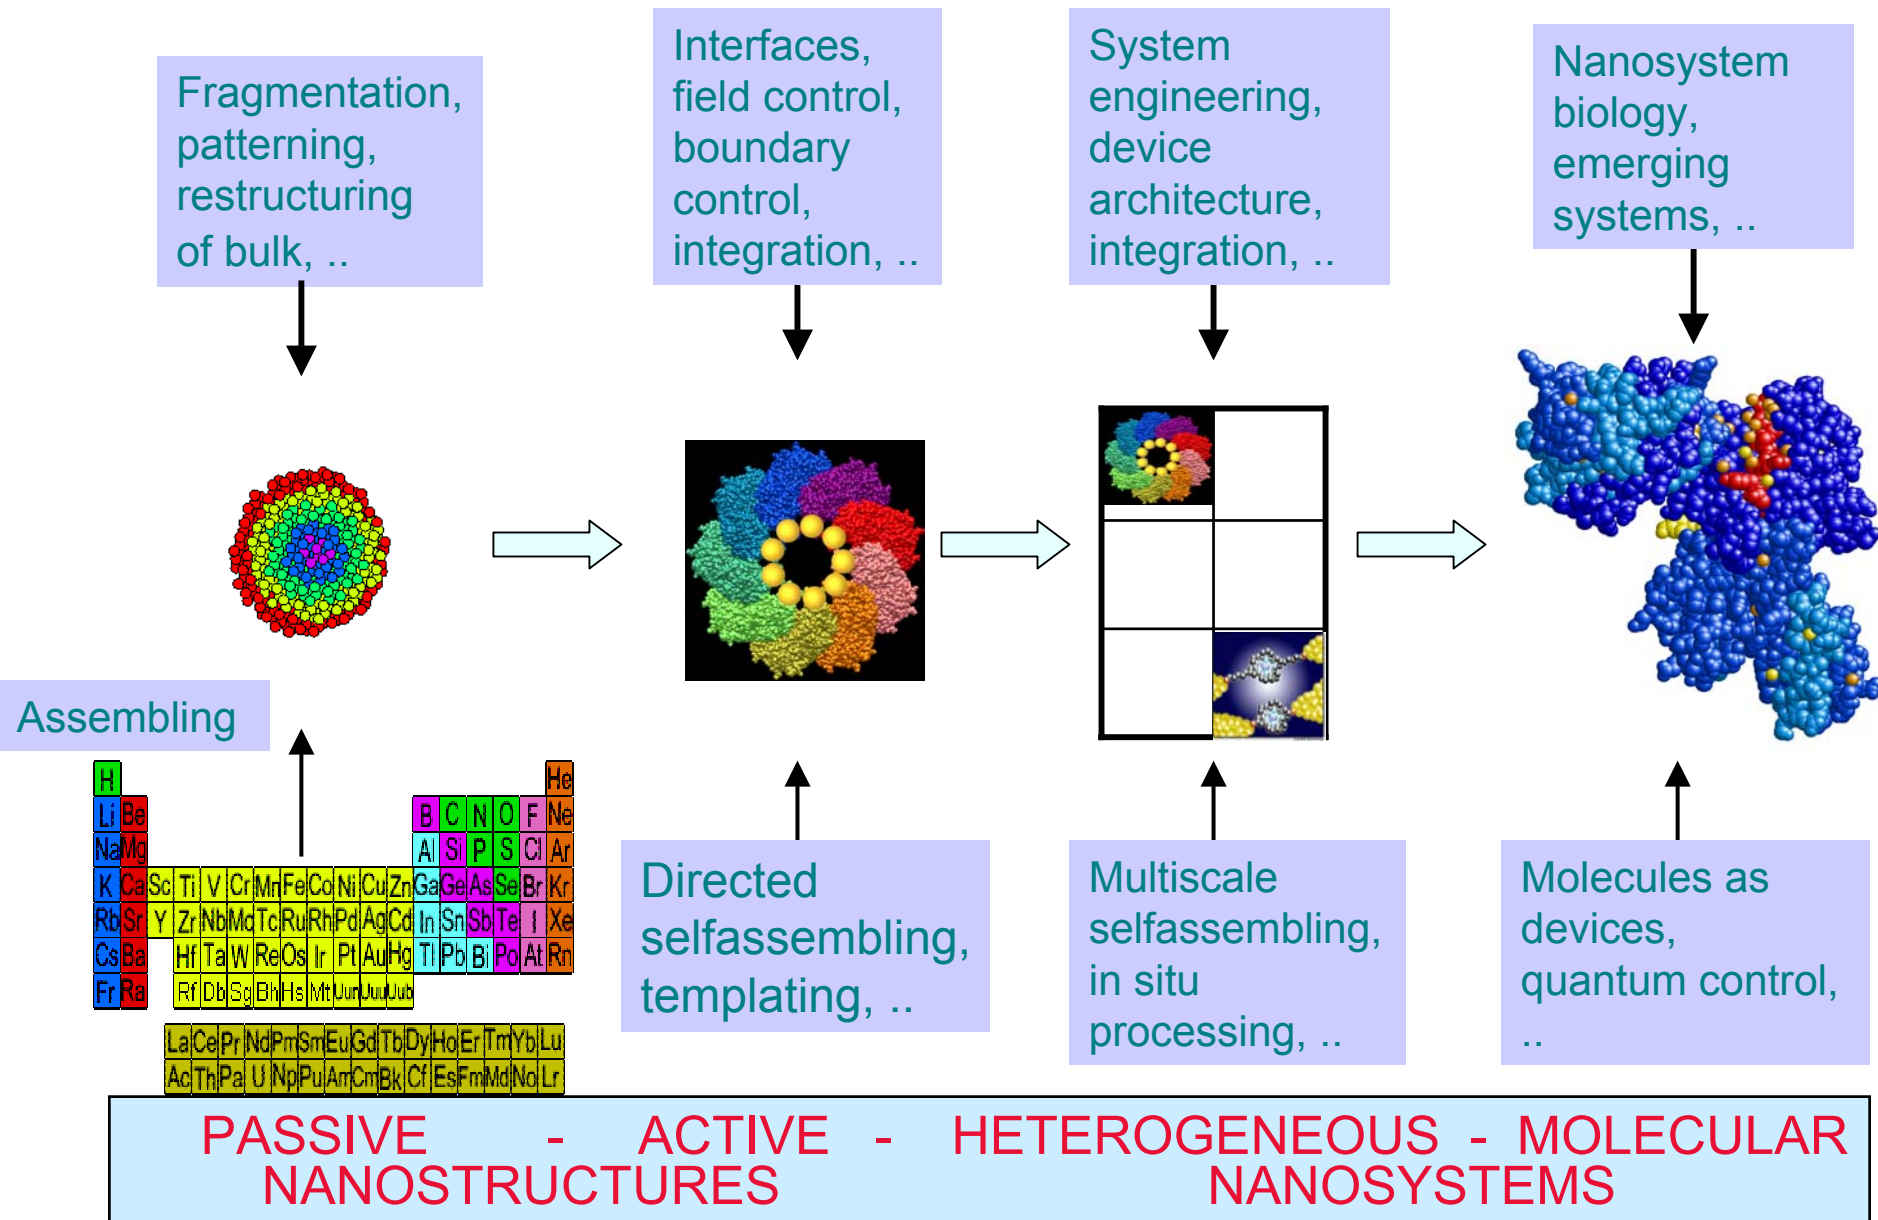 Fragmentation,
patterning,
restructuring
of bulk, ..
Interfaces,
field control,
boundary
control,
integration, ..
System
engineering,
device
architecture,
integration, ..
Nanosystem
biology,
emerging
systems, ..
Assembling
H He
Li Be B C N O F Ne
Na Mg Al Si P S Cl Ar
K Ca Sc Ti V Cr Mn Fe Co Ni Cu Zn Ga Ge As Se Br Kr
Rb Sr Y Zr Nb Mo Tc Ru Rh Pd Ag Cd In Sn Sb Te I Xe
Cs Ba Hf Ta W Re Os Ir Pt Au Hg Tl Pb Bi Po At Rn
Fr Ra Rf Db Sg Bh Hs Mt Uun Uuu Uub
La Ce Pr Nd Pm Sm Eu Gd Tb Dy Ho Er Tm Yb Lu
Ac Th Pa U Np Pu Am Cm Bk Cf Es Fm Md No Lr
Directed
selfassembling,
templating, ..
Multiscale
selfassembling,
in situ
processing, ..
Molecules as
devices,
quantum control,
..
PASSIVE - ACTIVE - HETEROGENEOUS - MOLECULAR
NANOSTRUCTURES NANOSYSTEMS